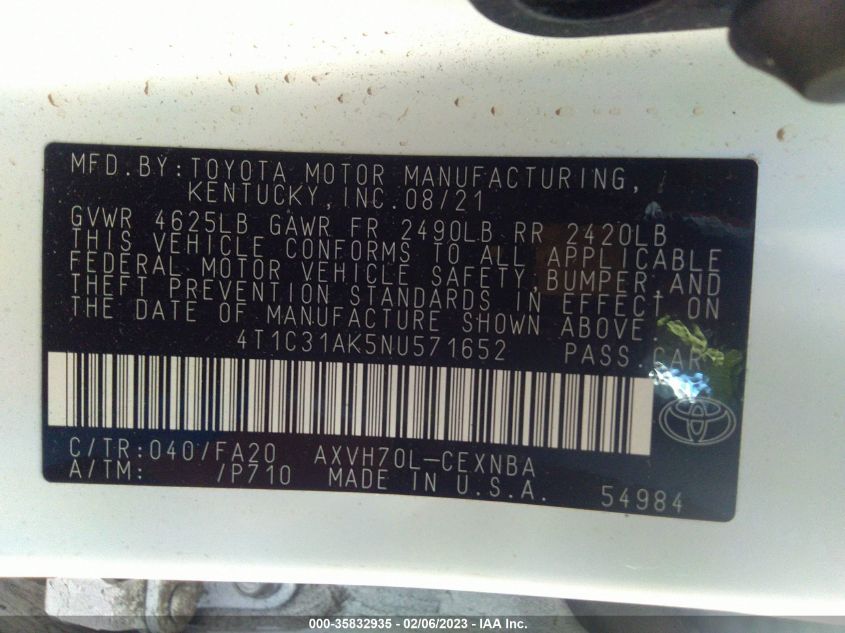 MFD.BY:TOYOTA MOTOR MANUFACTURING,
KENTUCKY,INC.08/21
GVWR 4625LB GAWR FR 2490LB RR 2420LB
THIS VEHICLE CONFORMS TO ALL APPLICABLE
FEDERAL MOTOR VEHICLE SAFETY,BUMPER,AND
THEFT PREVENTION STANDARDS IN EFFECT ON
THE DATE OF MANUFACTURE SHOWN ABOVE.
4T1C31AK5NU571652 PASS.CAR
C/TR:040/FA20 AXVH70L-CEXNBA
A/TM: /P710 MADE IN U.S.A. 54984
000-35832935 - 02/06/2023 - IAA Inc.